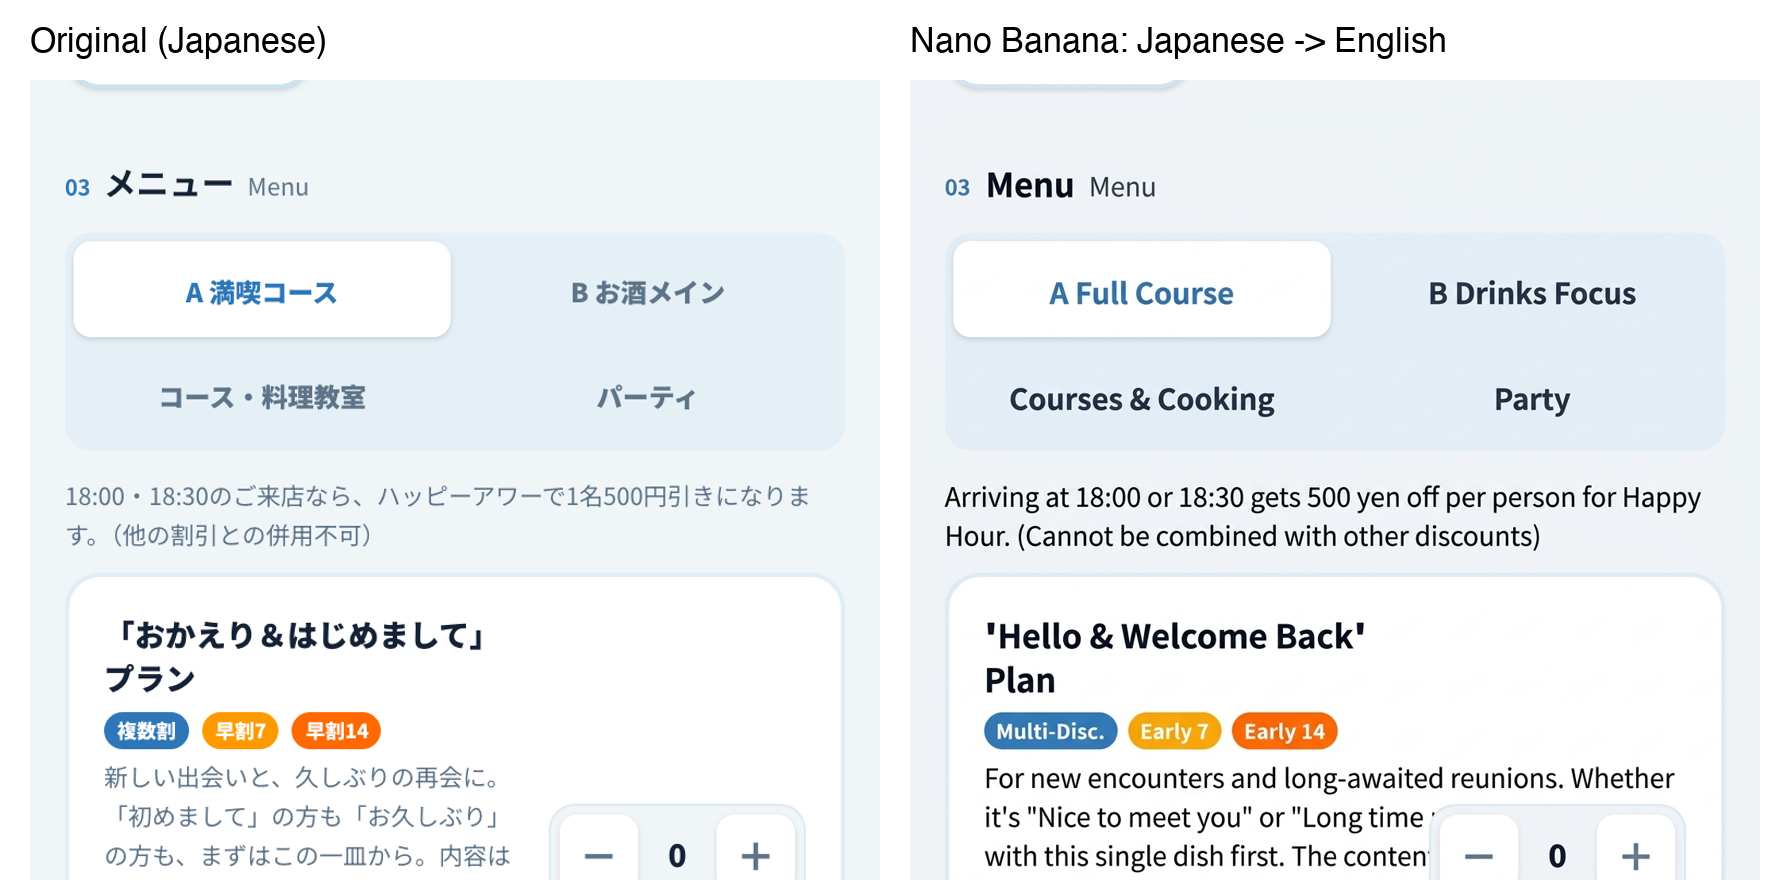 Original (Japanese)
03 メニュー Menu
A 満喫コース
B お酒メイン
コース・料理教室
パーティ
18:00・18:30のご来店なら、ハッピーアワーで1名500円引きになりま
す。（他の割引との併用不可）
「おかえり＆はじめまして」
プラン
複数割
早割7
早割14
新しい出会いと、久しぶりの再会に。
「初めまして」の方も「お久しぶり」
の方も、まずはこの一皿から。内容は
− 0 +
Nano Banana: Japanese -> English
03 Menu Menu
A Full Course
B Drinks Focus
Courses & Cooking
Party
Arriving at 18:00 or 18:30 gets 500 yen off per person for Happy
Hour. (Cannot be combined with other discounts)
'Hello & Welcome Back'
Plan
Multi-Disc.
Early 7
Early 14
For new encounters and long-awaited reunions. Whether
it's "Nice to meet you" or "Long time
with this single dish first. The conten
− 0 +